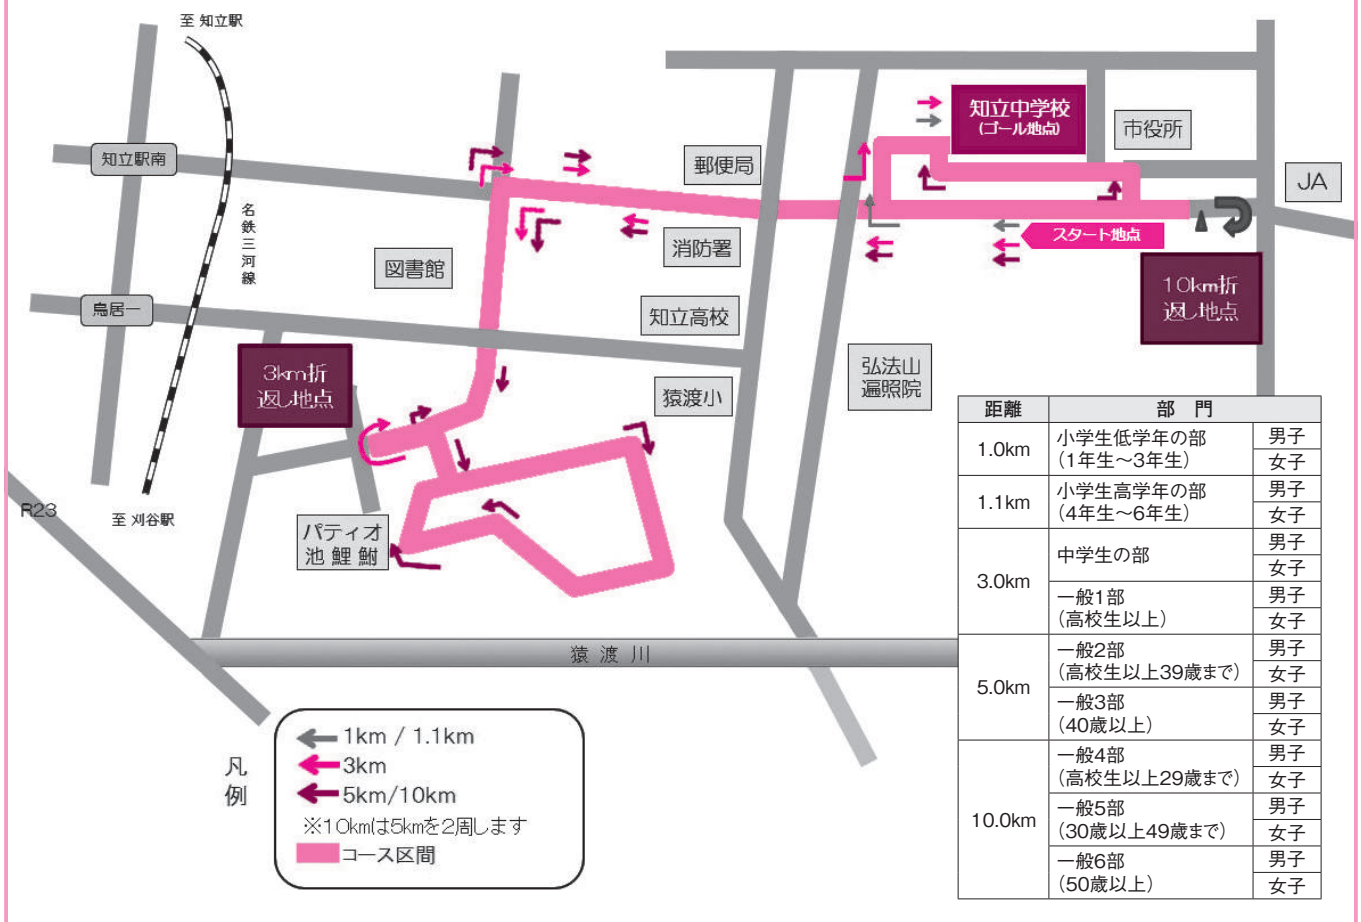 至 知立駅
知立中学校
(ゴール地点)
市役所
知立駅南
郵便局
JA
名鉄三河線
スタート地点
消防署
図書館
10km折
返し地点
鳥居一
知立高校
3km折
返し地点
弘法山
遍照院
猿渡小
R23
至 刈谷駅
パティオ
池鯉鮒
猿渡川
凡例
1km / 1.1km
3km
5km/10km
※10kmは5kmを2周します
コース区間
距離 部門
1.0km 小学生低学年の部 男子
(1年生～3年生) 女子
1.1km 小学生高学年の部 男子
(4年生～6年生) 女子
3.0km 中学生の部 男子
女子
一般1部 男子
(高校生以上) 女子
5.0km 一般2部 男子
(高校生以上39歳まで) 女子
一般3部 男子
(40歳以上) 女子
10.0km 一般4部 男子
(高校生以上29歳まで) 女子
一般5部 男子
(30歳以上49歳まで) 女子
一般6部 男子
(50歳以上) 女子